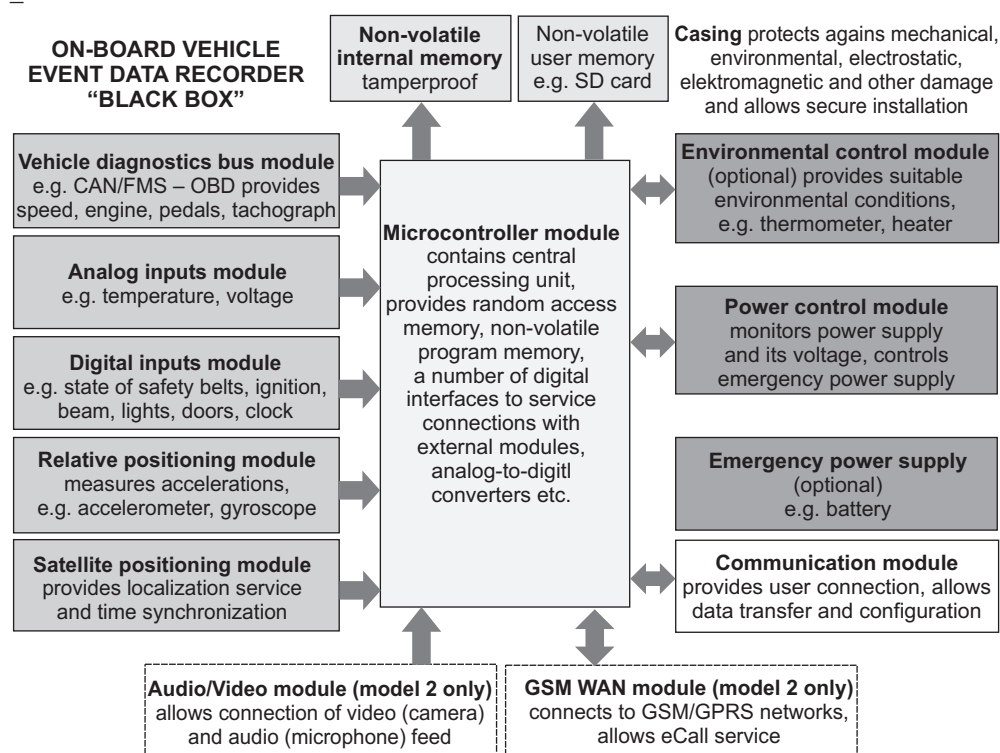 ON-BOARD VEHICLE
EVENT DATA RECORDER
“BLACK BOX”
Non-volatile
internal memory
tamperproof
Non-volatile
user memory
e.g. SD card
Casing protects agains mechanical,
environmental, electrostatic,
elektromagnetic and other damage
and allows secure installation
Vehicle diagnostics bus module
e.g. CAN/FMS – OBD provides
speed, engine, pedals, tachograph
Analog inputs module
e.g. temperature, voltage
Digital inputs module
e.g. state of safety belts, ignition,
beam, lights, doors, clock
Relative positioning module
measures accelerations,
e.g. accelerometer, gyroscope
Satellite positioning module
provides localization service
and time synchronization
Microcontroller module
contains central
processing unit,
provides random access
memory, non-volatile
program memory,
a number of digital
interfaces to service
connections with
external modules,
analog-to-digitl
converters etc.
Environmental control module
(optional) provides suitable
environmental conditions,
e.g. thermometer, heater
Power control module
monitors power supply
and its voltage, controls
emergency power supply
Emergency power supply
(optional)
e.g. battery
Communication module
provides user connection, allows
data transfer and configuration
Audio/Video module (model 2 only)
allows connection of video (camera)
and audio (microphone) feed
GSM WAN module (model 2 only)
connects to GSM/GPRS networks,
allows eCall service